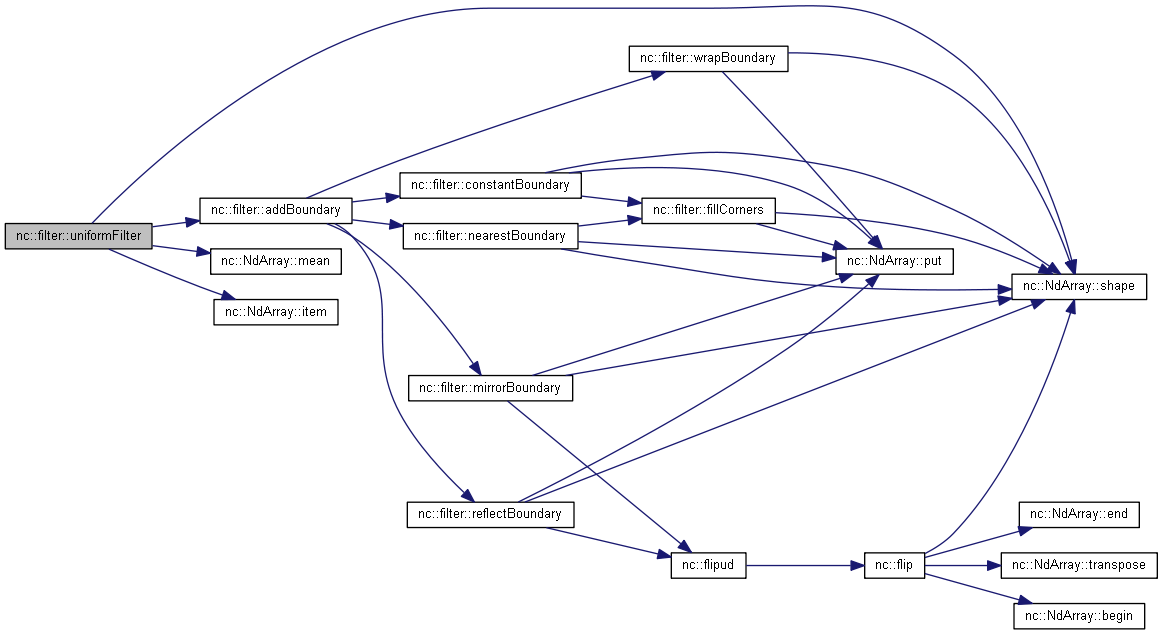 nc::filter::wrapBoundary
nc::filter::constantBoundary
nc::filter::addBoundary
nc::filter::fillCorners
nc::filter::uniformFilter
nc::filter::nearestBoundary
nc::NdArray::mean
nc::NdArray::put
nc::NdArray::shape
nc::NdArray::item
nc::filter::mirrorBoundary
nc::filter::reflectBoundary
nc::NdArray::end
nc::flipud
nc::flip
nc::NdArray::transpose
nc::NdArray::begin